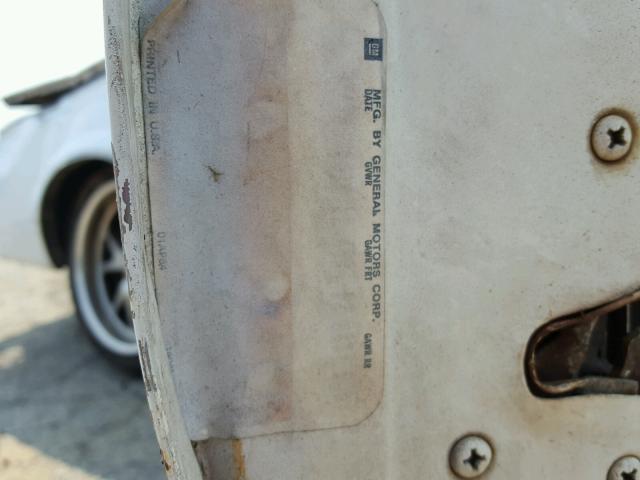 GM
MFG. BY GENERAL MOTORS CORP.
DATE GVWR GAWR FRT GAWR RR
PRINTED IN U.S.A.